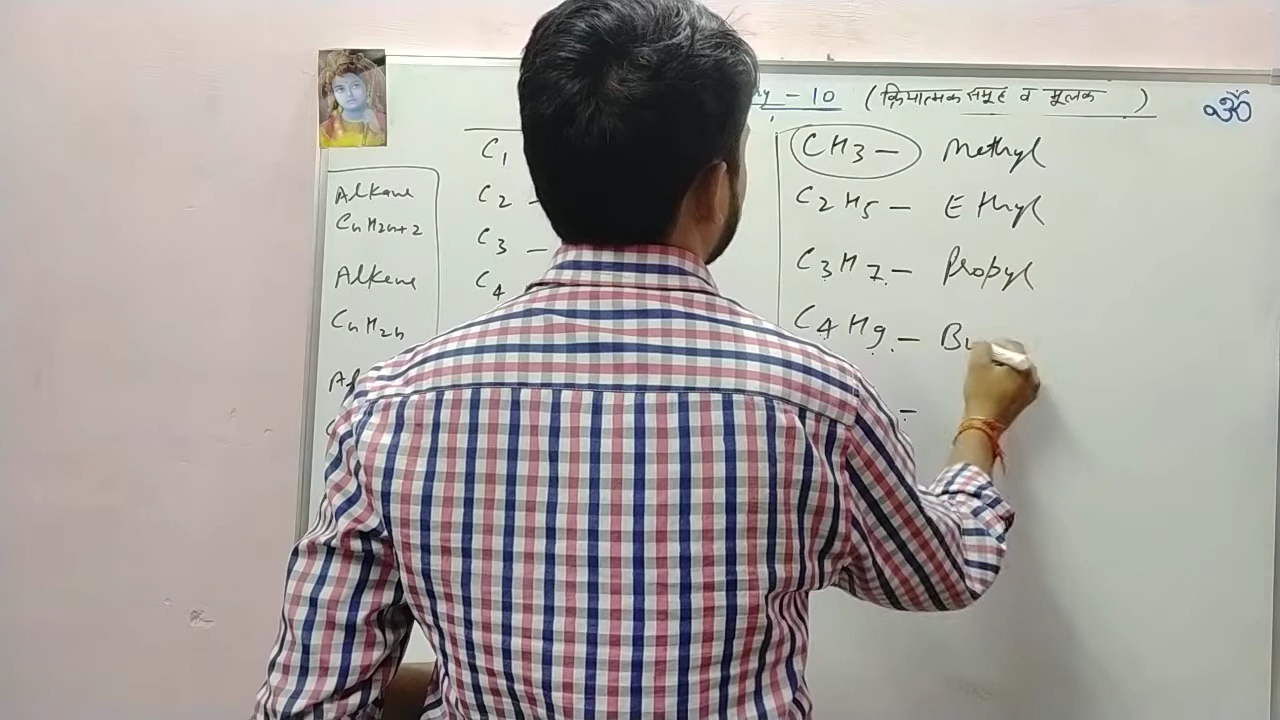 - 10 (क्रियात्मक समूह व मूलक )
ॐ
Alkane
CnH2n+2
Alkene
CnH2n
C1
C2 -
C3 -
C4
CH3 - Methyl
C2H5 - Ethyl
C3H7 - Propyl
C4H9 - Bu
-